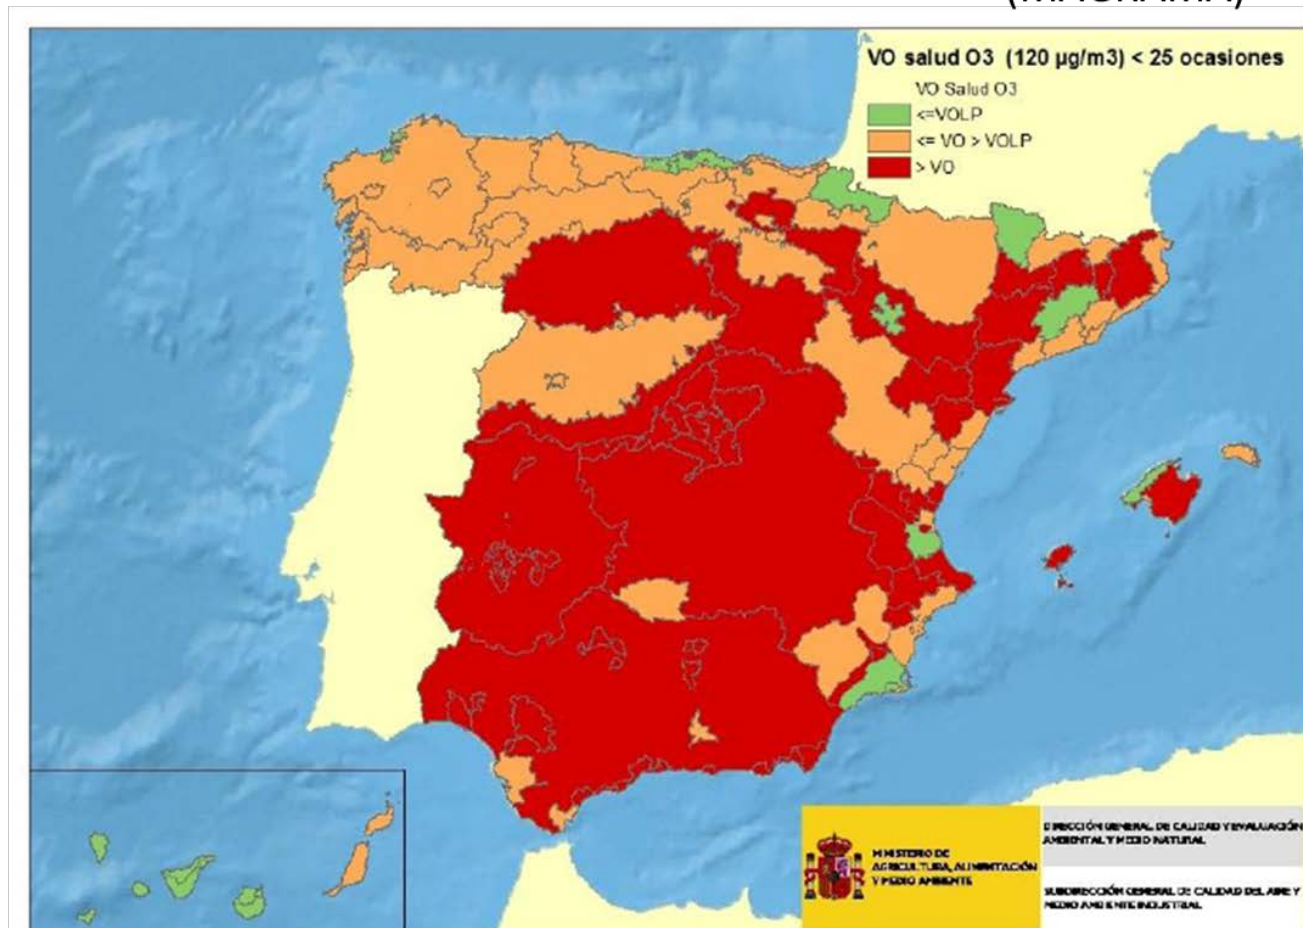 VO salud O3 (120 µg/m3) < 25 ocasiones
VO Salud O3
<=VOLP
<= VO > VOLP
> VO
MINISTERIO DE
AGRICULTURA, ALIMENTACIÓN
Y MEDIO AMBIENTE
DIRECCIÓN GENERAL DE CALIDAD Y EVALUACIÓN
AMBIENTAL Y MEDIO NATURAL
SUBDIRECCIÓN GENERAL DE CALIDAD DEL AIRE Y
MEDIO AMBIENTE INDUSTRIAL